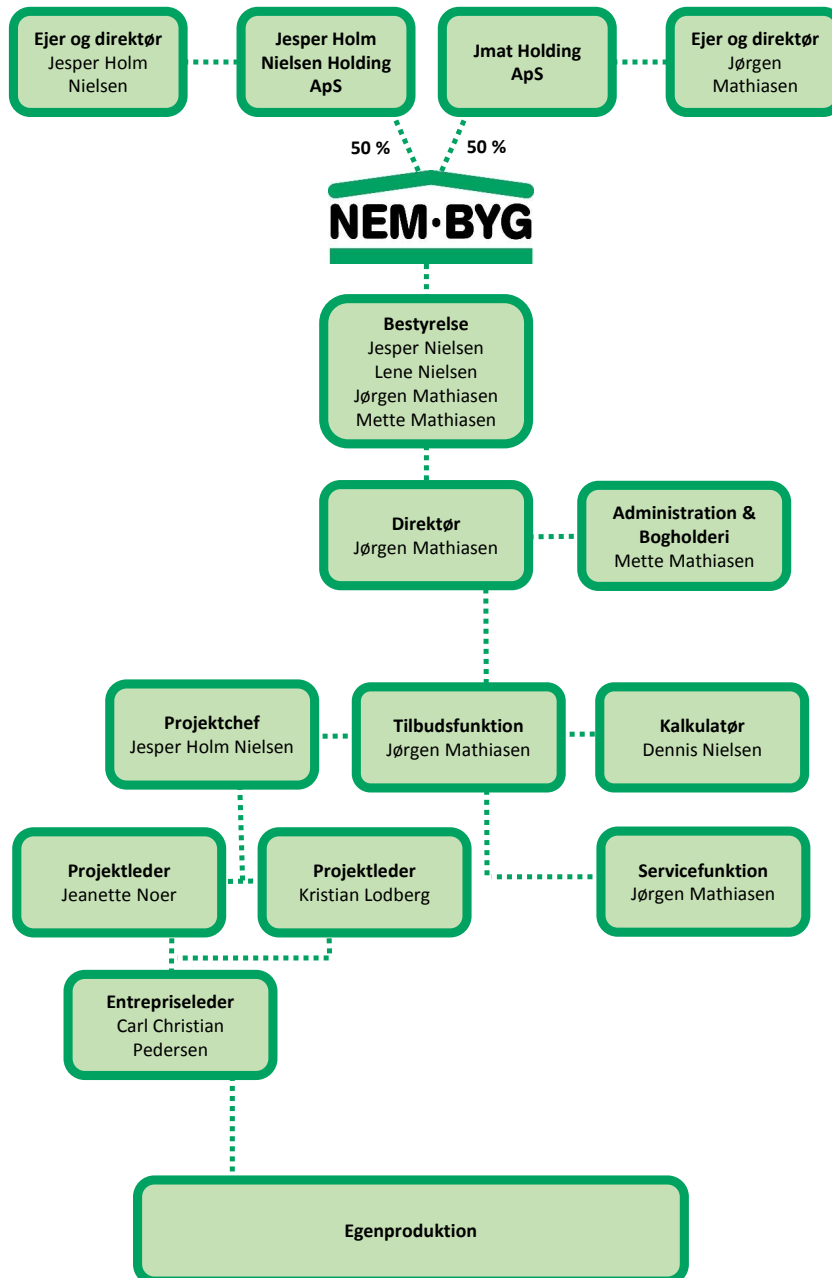 Ejer og direktør
Jesper Holm
Nielsen
Jesper Holm
Nielsen Holding
ApS
Jmat Holding
ApS
Ejer og direktør
Jørgen
Mathiasen
50 %
50 %
NEM·BYG
Bestyrelse
Jesper Nielsen
Lene Nielsen
Jørgen Mathiasen
Mette Mathiasen
Direktør
Jørgen Mathiasen
Administration &
Bogholderi
Mette Mathiasen
Projektchef
Jesper Holm Nielsen
Tilbudsfunktion
Jørgen Mathiasen
Kalkulatør
Dennis Nielsen
Projektleder
Jeanette Noer
Projektleder
Kristian Lodberg
Servicefunktion
Jørgen Mathiasen
Entrepriseleder
Carl Christian
Pedersen
Egenproduktion